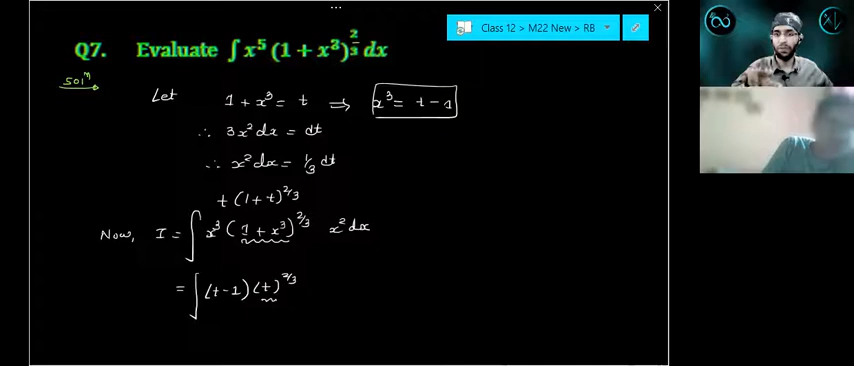 Class 12 > M22 New > RB
Q7. Evaluate ∫ x⁵ (1 + x³)^(2/3) dx
Solⁿ
Let 1 + x³ = t ⇒ x³ = t - 1
∴ 3x² dx = dt
∴ x² dx = 1/3 dt
t (1 + t)^(2/3)
Now, I = ∫ x³ (1 + x³)^(2/3) x² dx
= ∫ (t - 1) (t)^(2/3)